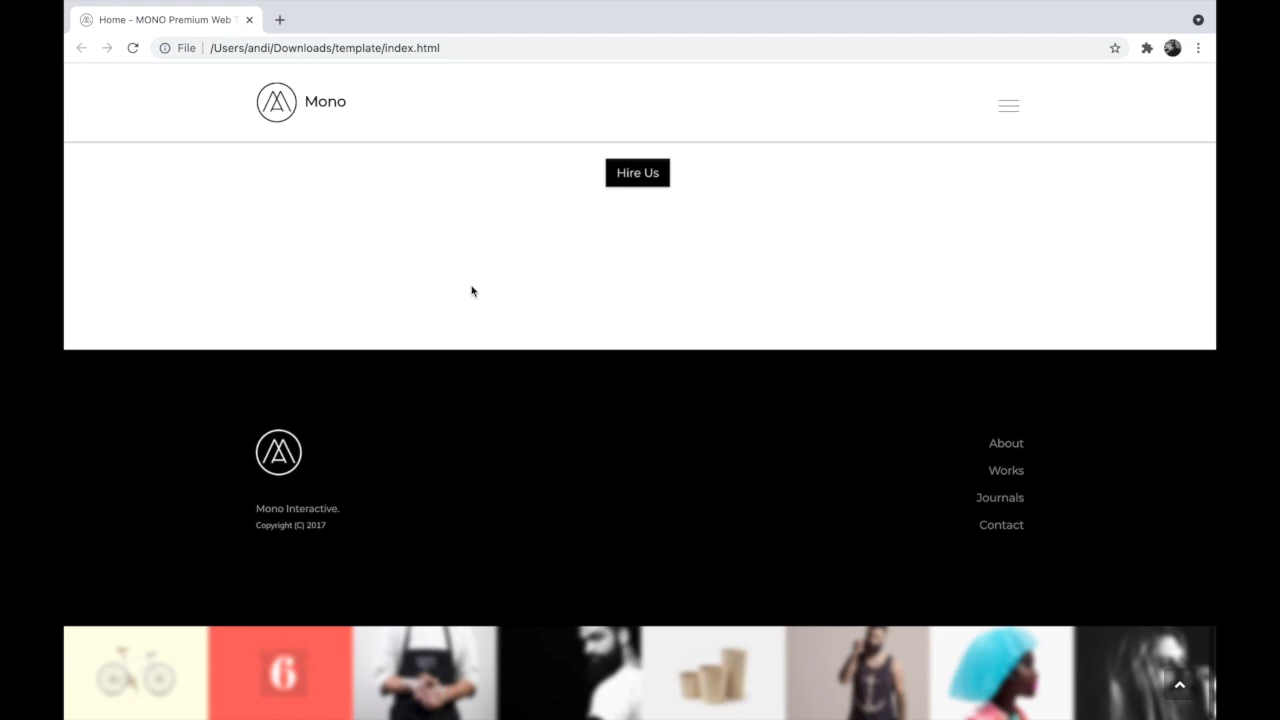 Home - MONO Premium Web T
File
/Users/andi/Downloads/template/index.html
Mono
Hire Us
About
Works
Journals
Contact
Mono Interactive.
Copyright (C) 2017
6